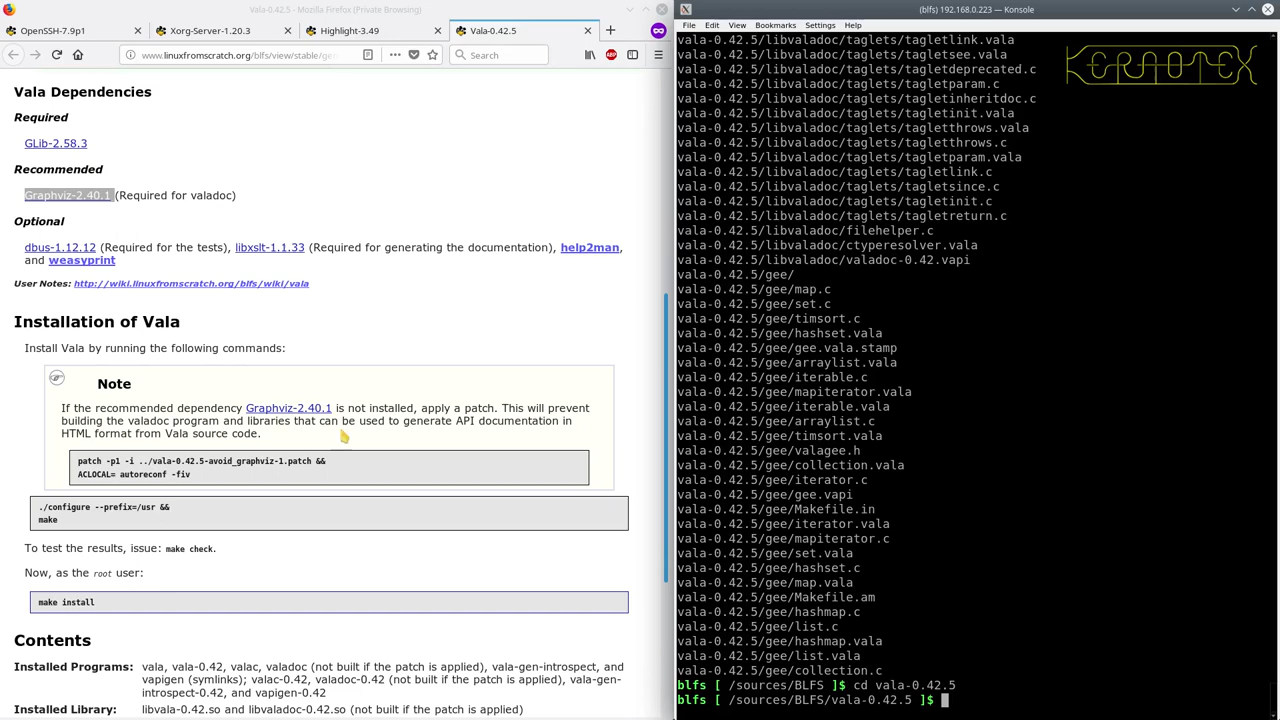 Vala-0.42.5 - Mozilla Firefox (Private Browsing)
OpenSSH-7.9p1
Xorg-Server-1.20.3
Highlight-3.49
Vala-0.42.5
www.linuxfromscratch.org/blfs/view/stable/ge
Search
Vala Dependencies
Required
GLib-2.58.3
Recommended
Graphviz-2.40.1 (Required for valadoc)
Optional
dbus-1.12.12 (Required for the tests), libxslt-1.1.33 (Required for generating the documentation), help2man,
and weasyprint
User Notes: http://wiki.linuxfromscratch.org/blfs/wiki/vala
Installation of Vala
Install Vala by running the following commands:
Note
If the recommended dependency Graphviz-2.40.1 is not installed, apply a patch. This will prevent
building the valadoc program and libraries that can be used to generate API documentation in
HTML format from Vala source code.
patch -p1 -i ../vala-0.42.5-avoid_graphviz-1.patch &&
ACLOCAL= autoreconf -fiv
./configure --prefix=/usr &&
make
To test the results, issue: make check.
Now, as the root user:
make install
Contents
Installed Programs: vala, vala-0.42, valac, valadoc (not built if the patch is applied), vala-gen-introspect, and
vapigen (symlinks); valac-0.42, valadoc-0.42 (not built if the patch is applied), vala-gen-
introspect-0.42, and vapigen-0.42
Installed Library: libvala-0.42.so and libvaladoc-0.42.so (not built if the patch is applied)
(blfs) 192.168.0.223 — Konsole
File Edit View Bookmarks Settings Help
KERAOTEX
vala-0.42.5/libvaladoc/taglets/tagletlink.vala
vala-0.42.5/libvaladoc/taglets/tagletsee.vala
vala-0.42.5/libvaladoc/taglets/tagletdeprecated.c
vala-0.42.5/libvaladoc/taglets/tagletparam.c
vala-0.42.5/libvaladoc/taglets/tagletinheritdoc.c
vala-0.42.5/libvaladoc/taglets/tagletinit.vala
vala-0.42.5/libvaladoc/taglets/tagletthrows.vala
vala-0.42.5/libvaladoc/taglets/tagletthrows.c
vala-0.42.5/libvaladoc/taglets/tagletparam.vala
vala-0.42.5/libvaladoc/taglets/tagletlink.c
vala-0.42.5/libvaladoc/taglets/tagletsince.c
vala-0.42.5/libvaladoc/taglets/tagletinit.c
vala-0.42.5/libvaladoc/taglets/tagletreturn.c
vala-0.42.5/libvaladoc/filehelper.c
vala-0.42.5/libvaladoc/ctyperesolver.vala
vala-0.42.5/libvaladoc/valadoc-0.42.vapi
vala-0.42.5/gee/
vala-0.42.5/gee/map.c
vala-0.42.5/gee/set.c
vala-0.42.5/gee/timsort.c
vala-0.42.5/gee/hashset.vala
vala-0.42.5/gee/gee.vala.stamp
vala-0.42.5/gee/arraylist.vala
vala-0.42.5/gee/iterable.c
vala-0.42.5/gee/mapiterator.vala
vala-0.42.5/gee/iterable.vala
vala-0.42.5/gee/arraylist.c
vala-0.42.5/gee/timsort.vala
vala-0.42.5/gee/valagee.h
vala-0.42.5/gee/collection.vala
vala-0.42.5/gee/iterator.c
vala-0.42.5/gee/gee.vapi
vala-0.42.5/gee/Makefile.in
vala-0.42.5/gee/iterator.vala
vala-0.42.5/gee/mapiterator.c
vala-0.42.5/gee/set.vala
vala-0.42.5/gee/hashset.c
vala-0.42.5/gee/map.vala
vala-0.42.5/gee/Makefile.am
vala-0.42.5/gee/hashmap.c
vala-0.42.5/gee/list.c
vala-0.42.5/gee/hashmap.vala
vala-0.42.5/gee/list.vala
vala-0.42.5/gee/collection.c
blfs [ /sources/BLFS ]$ cd vala-0.42.5
blfs [ /sources/BLFS/vala-0.42.5 ]$